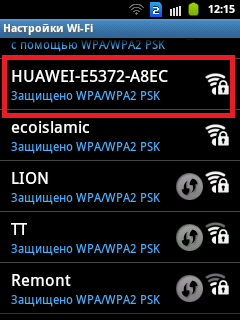 2 12:15
Настройки Wi-Fi
с помощью WPA/WPA2 PSK
HUAWEI-E5372-A8EC
Защищено WPA/WPA2 PSK
ecoislamic
Защищено WPA/WPA2 PSK
LION
Защищено WPA/WPA2 PSK
TT
Защищено WPA/WPA2 PSK
Remont
Защищено WPA/WPA2 PSK